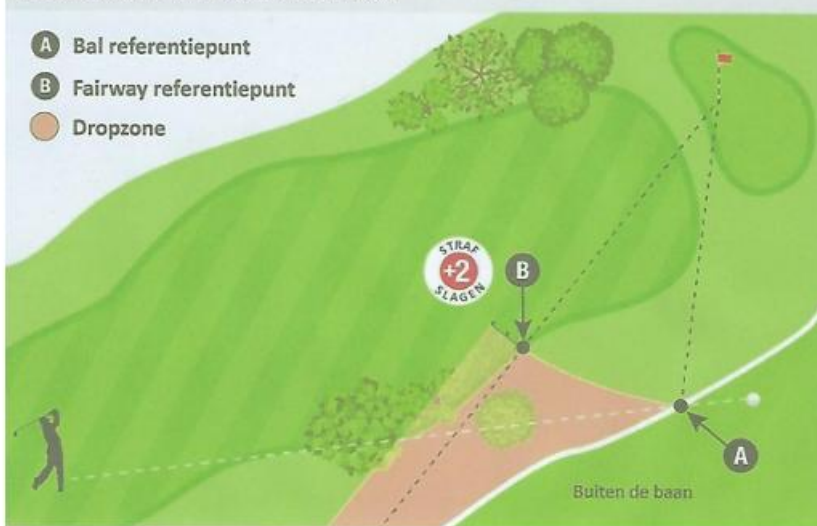 A Bal referentiepunt
B Fairway referentiepunt
Dropzone
STRAF
+2
SLAGEN
B
A
Buiten de baan